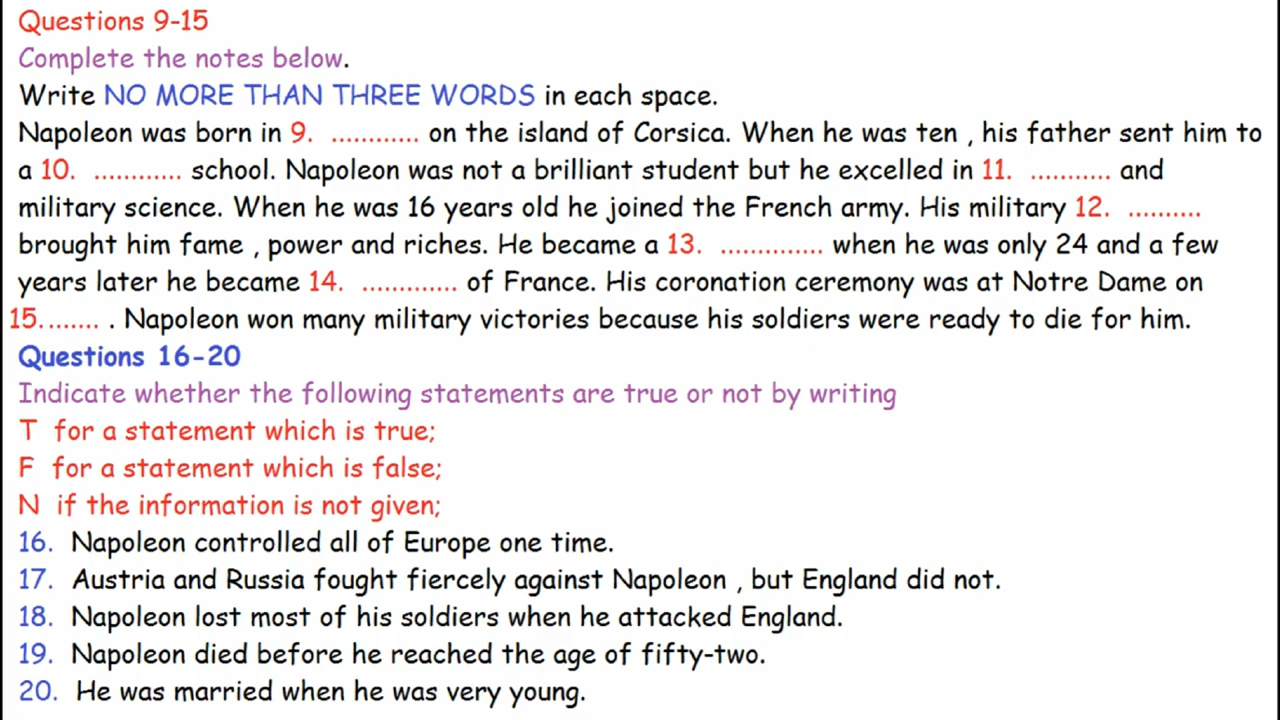 Questions 9-15
Complete the notes below.
Write NO MORE THAN THREE WORDS in each space.
Napoleon was born in 9. ............ on the island of Corsica. When he was ten , his father sent him to
a 10. ............ school. Napoleon was not a brilliant student but he excelled in 11. ........... and
military science. When he was 16 years old he joined the French army. His military 12. ..........
brought him fame , power and riches. He became a 13. .............. when he was only 24 and a few
years later he became 14. ............. of France. His coronation ceremony was at Notre Dame on
15........ . Napoleon won many military victories because his soldiers were ready to die for him.
Questions 16-20
Indicate whether the following statements are true or not by writing
T for a statement which is true;
F for a statement which is false;
N if the information is not given;
16. Napoleon controlled all of Europe one time.
17. Austria and Russia fought fiercely against Napoleon , but England did not.
18. Napoleon lost most of his soldiers when he attacked England.
19. Napoleon died before he reached the age of fifty-two.
20. He was married when he was very young.